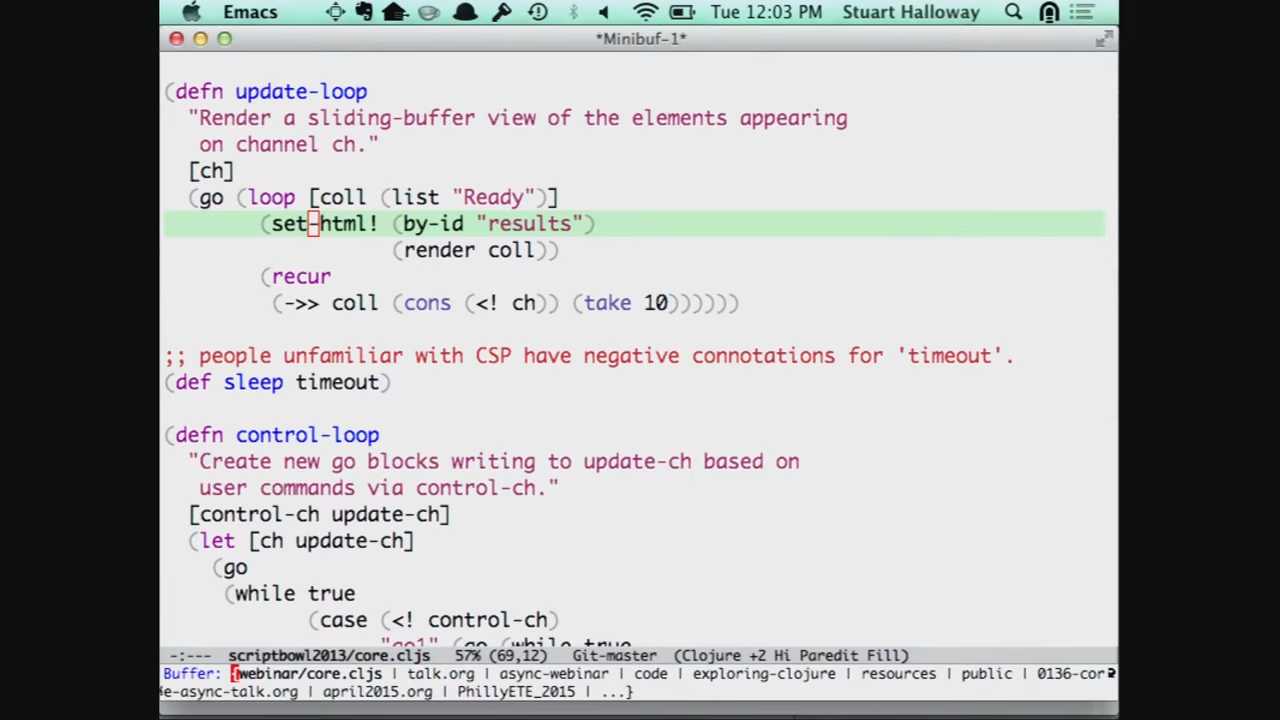 Emacs Tue 12:03 PM Stuart Halloway
*Minibuf-1*
(defn update-loop
"Render a sliding-buffer view of the elements appearing
on channel ch."
[ch]
(go (loop [coll (list "Ready")]
(set-html! (by-id "results")
(render coll))
(recur
(->> coll (cons (<! ch)) (take 10))))))
;; people unfamiliar with CSP have negative connotations for 'timeout'.
(def sleep timeout)
(defn control-loop
"Create new go blocks writing to update-ch based on
user commands via control-ch."
[control-ch update-ch]
(let [ch update-ch]
(go
(while true
(case (<! control-ch)
"go1" (go (while true
-:--- scriptbowl2013/core.cljs 57% (69,12) Git-master (Clojure +2 Hi Paredit Fill)
Buffer: {webinar/core.cljs | talk.org | async-webinar | code | exploring-clojure | resources | public | 0136-cor
e-async-talk.org | april2015.org | PhillyETE_2015 | ...}